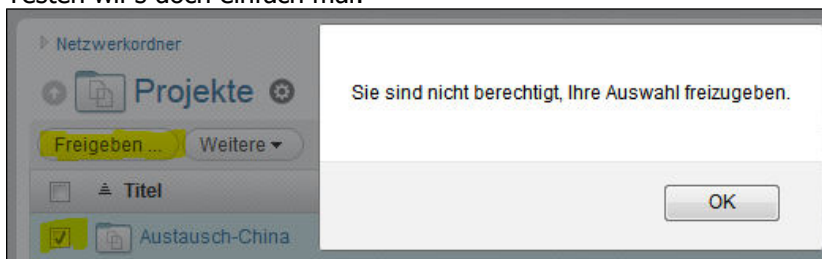 Testen wir's doch einfach mal:
Netzwerkordner
Projekte
Sie sind nicht berechtigt, Ihre Auswahl freizugeben.
Freigeben ... Weitere
Titel
OK
Austausch-China